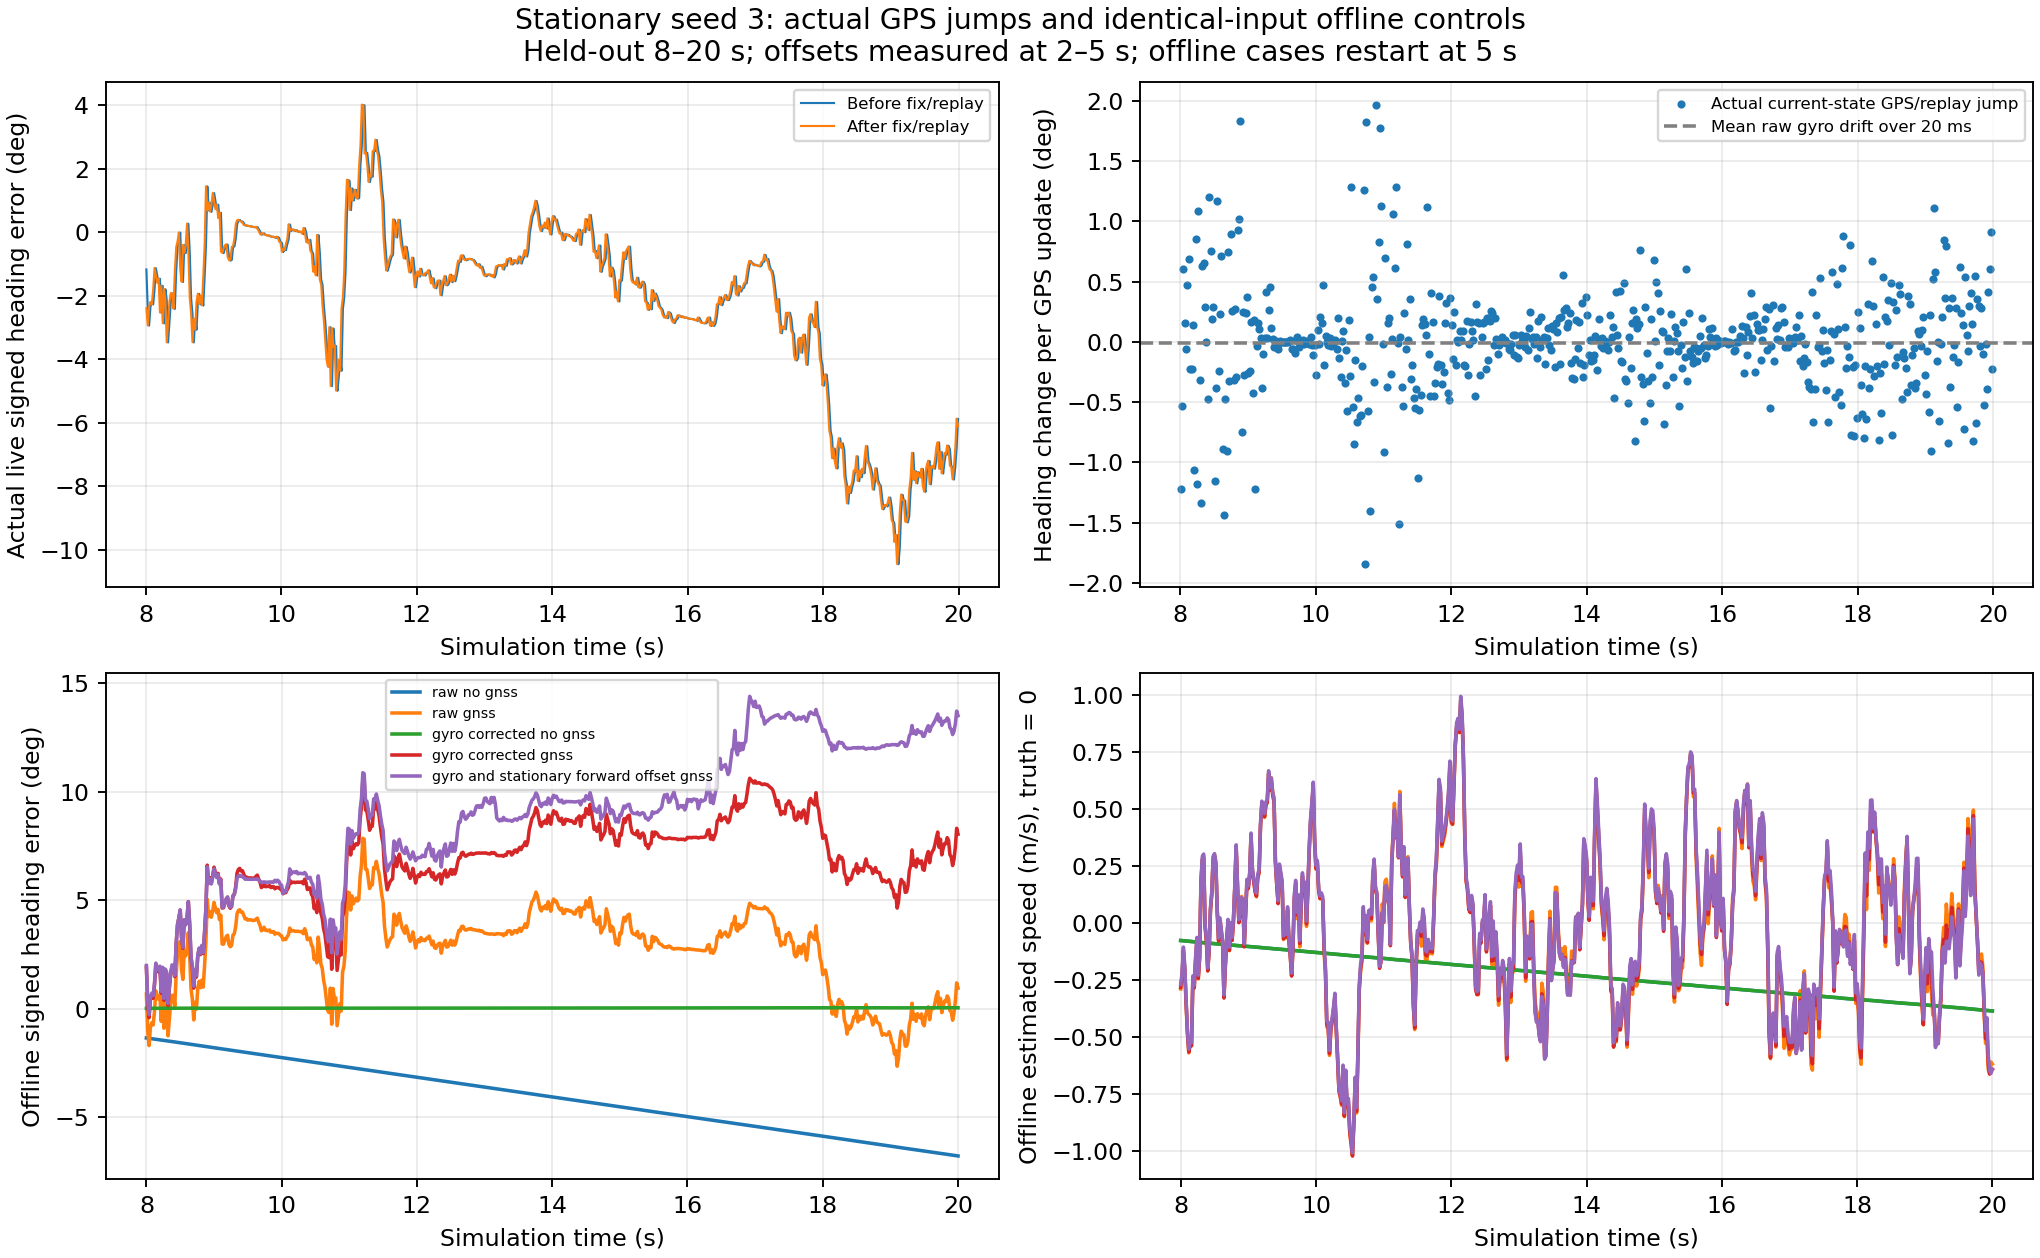 Stationary seed 3: actual GPS jumps and identical-input offline controls
Held-out 8–20 s; offsets measured at 2–5 s; offline cases restart at 5 s
Actual live signed heading error (deg)
4
2
0
−2
−4
−6
−8
−10
Before fix/replay
After fix/replay
8 10 12 14 16 18 20
Simulation time (s)
Heading change per GPS update (deg)
2.0
1.5
1.0
0.5
0.0
−0.5
−1.0
−1.5
−2.0
Actual current-state GPS/replay jump
Mean raw gyro drift over 20 ms
8 10 12 14 16 18 20
Simulation time (s)
Offline signed heading error (deg)
15
10
5
0
−5
raw no gnss
raw gnss
gyro corrected no gnss
gyro corrected gnss
gyro and stationary forward offset gnss
8 10 12 14 16 18 20
Simulation time (s)
Offline estimated speed (m/s), truth = 0
1.00
0.75
0.50
0.25
0.00
−0.25
−0.50
−0.75
−1.00
8 10 12 14 16 18 20
Simulation time (s)